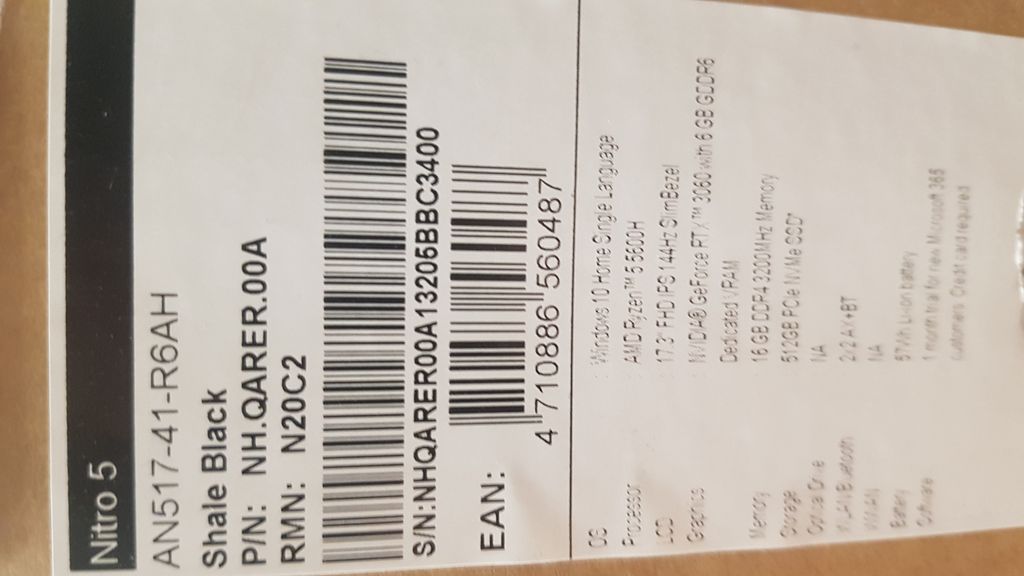 Nitro 5
AN517-41-R6AH
Shale Black
P/N: NH.QARER.00A
RMN: N20C2
S/N:NHQARER00A13205BBC3400
EAN:
4 710886 560487
OS : Windows 10 Home Single Language
Processor : AMD Ryzen™ 5 5600H
LCD : 17.3" FHD IPS 144Hz SlimBezel
Graphics : NVIDIA® GeForce RTX™ 3060 with 6 GB GDDR6
Dedicated VRAM
Memory : 16 GB DDR4 3200MHz Memory
Storage : 512GB PCIe NVMe SSD*
Optical Drive : NA
WLAN/Bluetooth : 2x2 AX+BT
WWAN : NA
Battery : 57Wh Li-ion battery
Software : 1 month trial for new Microsoft 365
customers. Credit card required